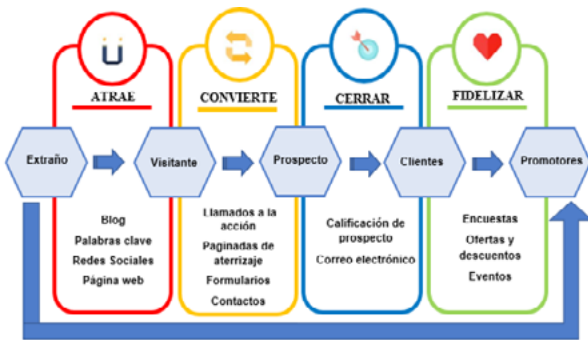 ATRAE
CONVIERTE
CERRAR
FIDELIZAR
Extraño
Visitante
Prospecto
Clientes
Promotores
Blog
Palabras clave
Redes Sociales
Página web
Llamados a la
acción
Paginadas de
aterrizaje
Formularios
Contactos
Calificación de
prospecto
Correo electrónico
Encuestas
Ofertas y
descuentos
Eventos